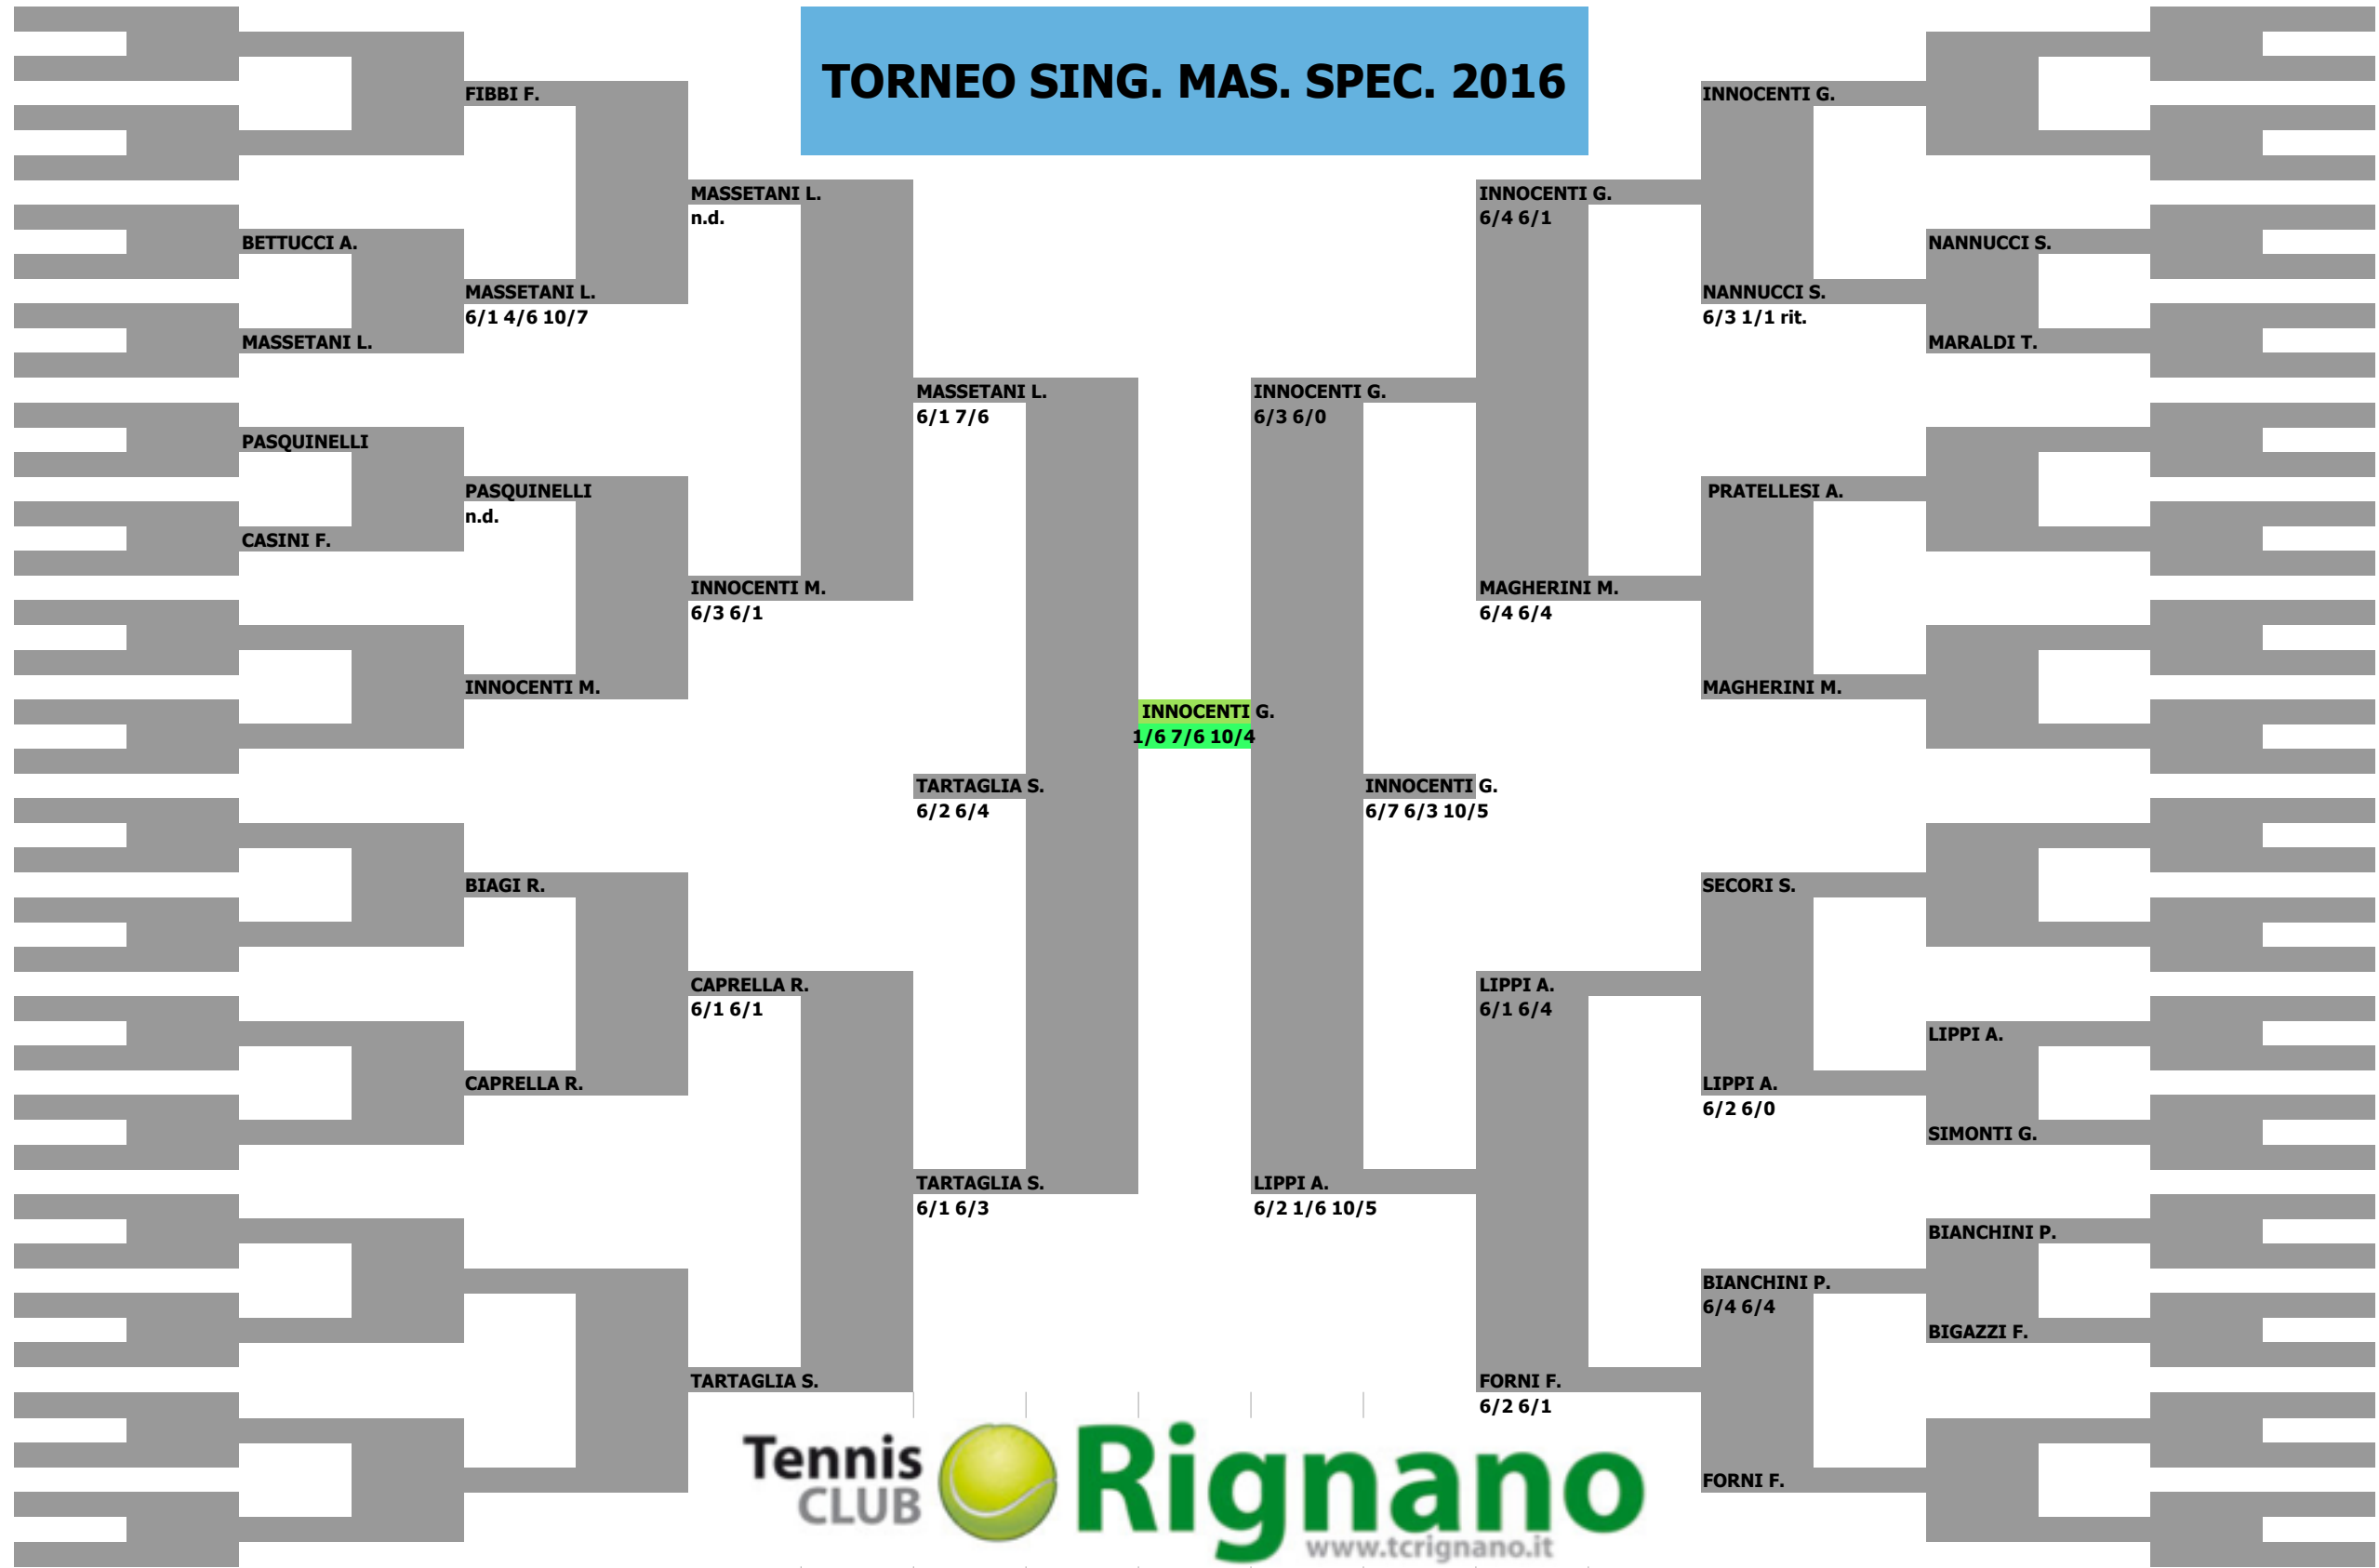 TORNEO SING. MAS. SPEC. 2016
FIBBI F.
INNOCENTI G.
MASSETANI L.
n.d.
INNOCENTI G.
6/4 6/1
BETTUCCI A.
NANNUCCI S.
MASSETANI L.
6/1 4/6 10/7
NANNUCCI S.
6/3 1/1 rit.
MASSETANI L.
MARALDI T.
MASSETANI L.
6/1 7/6
INNOCENTI G.
6/3 6/0
PASQUINELLI
PASQUINELLI
n.d.
PRATELLESI A.
CASINI F.
INNOCENTI M.
6/3 6/1
MAGHERINI M.
6/4 6/4
INNOCENTI M.
MAGHERINI M.
INNOCENTI G.
1/6 7/6 10/4
TARTAGLIA S.
6/2 6/4
INNOCENTI G.
6/7 6/3 10/5
BIAGI R.
SECORI S.
CAPRELLA R.
6/1 6/1
LIPPI A.
6/1 6/4
LIPPI A.
CAPRELLA R.
LIPPI A.
6/2 6/0
SIMONTI G.
TARTAGLIA S.
6/1 6/3
LIPPI A.
6/2 1/6 10/5
BIANCHINI P.
BIANCHINI P.
6/4 6/4
BIGAZZI F.
TARTAGLIA S.
FORNI F.
6/2 6/1
FORNI F.
Tennis
CLUB
Rignano
www.tcrignano.it